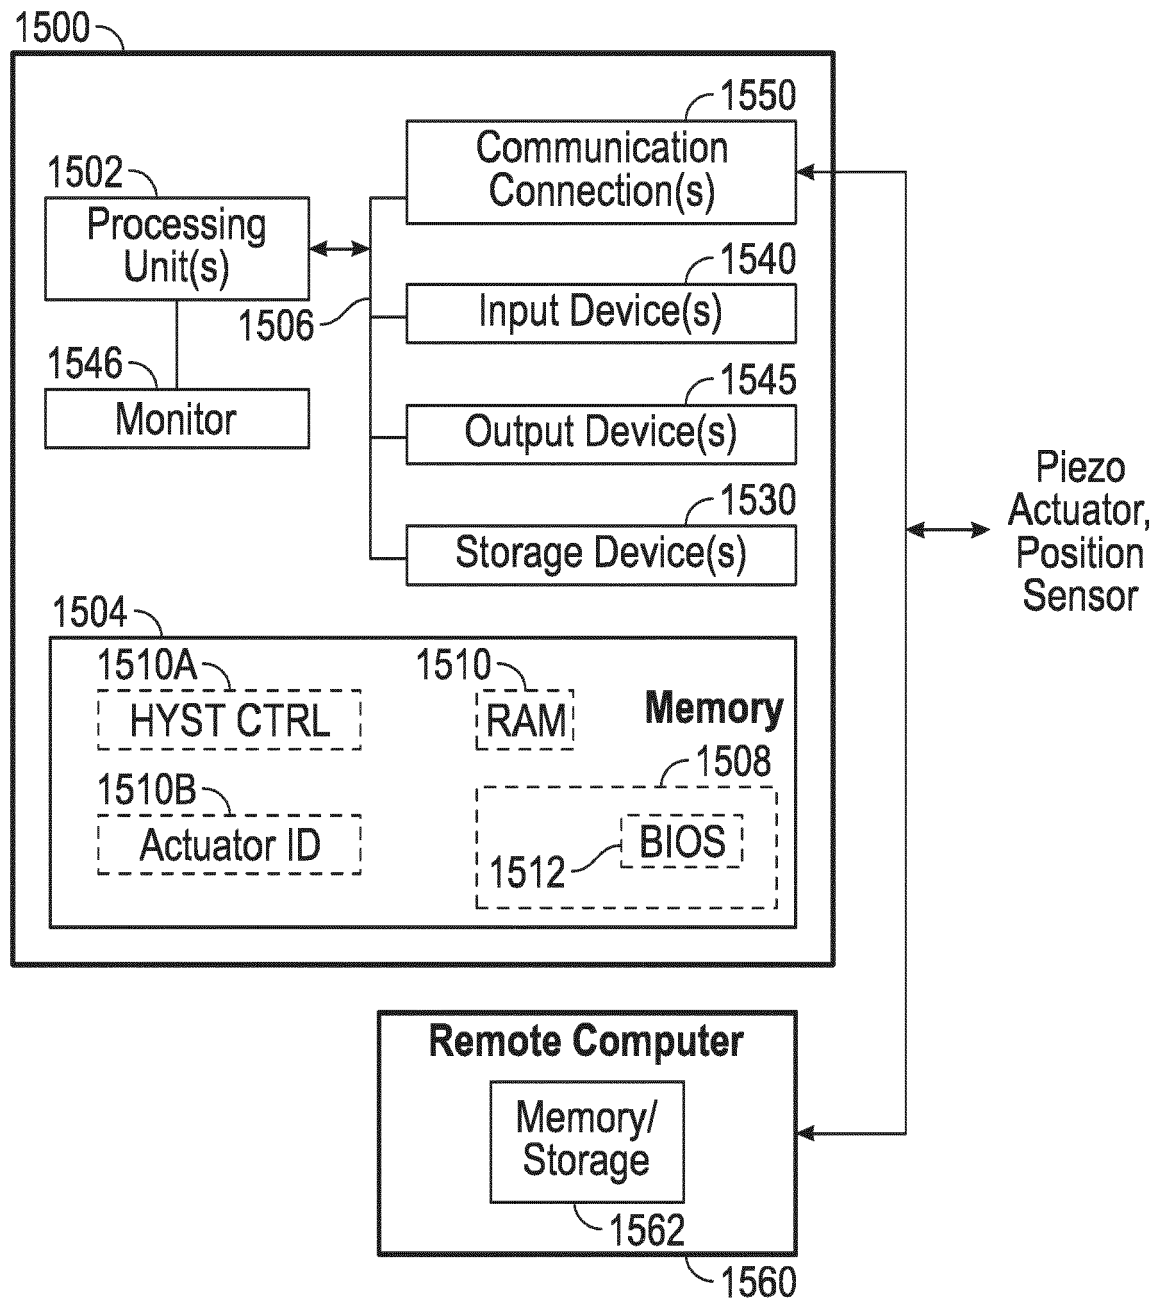 1500
1550
Communication
Connection(s)
1502
Processing
Unit(s)
1506
1540
Input Device(s)
1546
Monitor
1545
Output Device(s)
1530
Storage Device(s)
Piezo
Actuator,
Position
Sensor
1504
1510A
HYST CTRL
1510
RAM
Memory
1510B
Actuator ID
1508
BIOS
1512
Remote Computer
Memory/
Storage
1562
1560